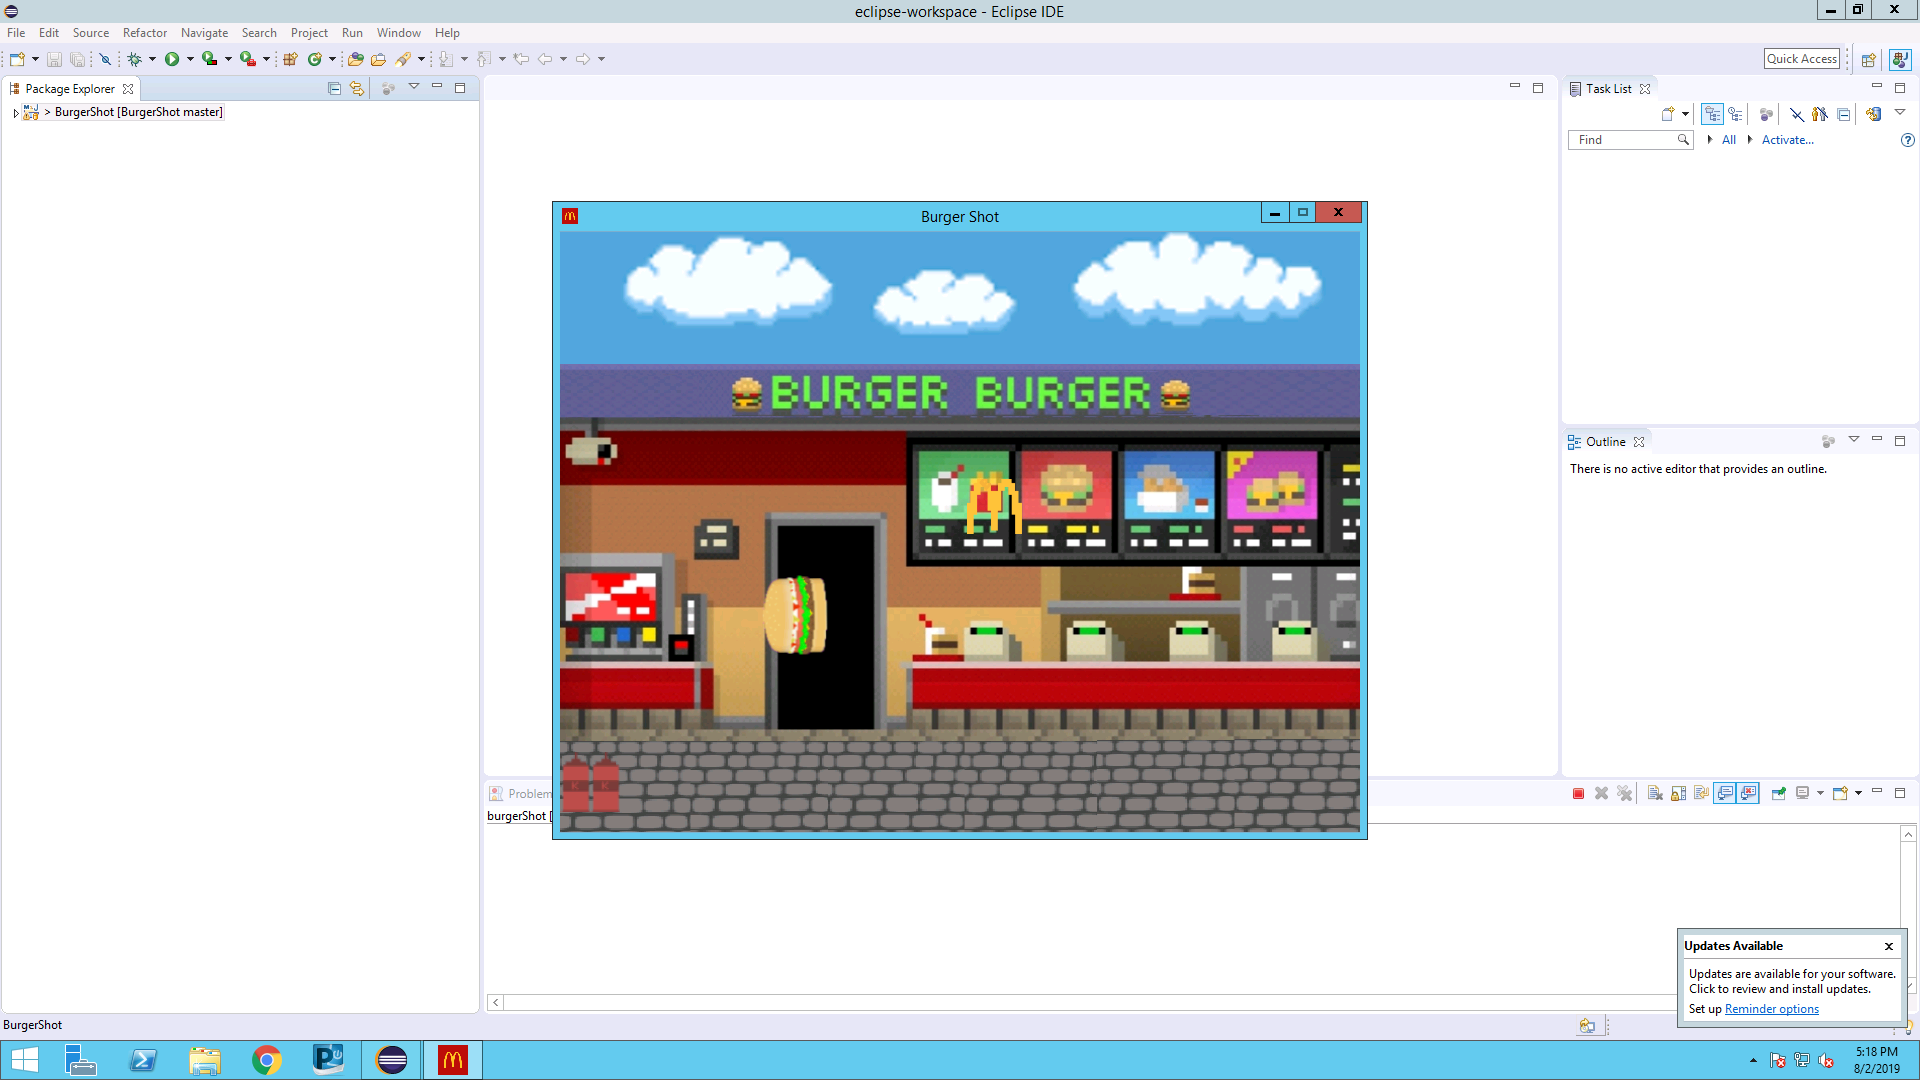 eclipse-workspace - Eclipse IDE
File Edit Source Refactor Navigate Search Project Run Window Help
Quick Access
Package Explorer
> BurgerShot [BurgerShot master]
Task List
Find
All
Activate...
Burger Shot
BURGER BURGER
Outline
There is no active editor that provides an outline.
Problem
burgerShot [
Updates Available
Updates are available for your software.
Click to review and install updates.
Set up Reminder options
BurgerShot
5:18 PM
8/2/2019